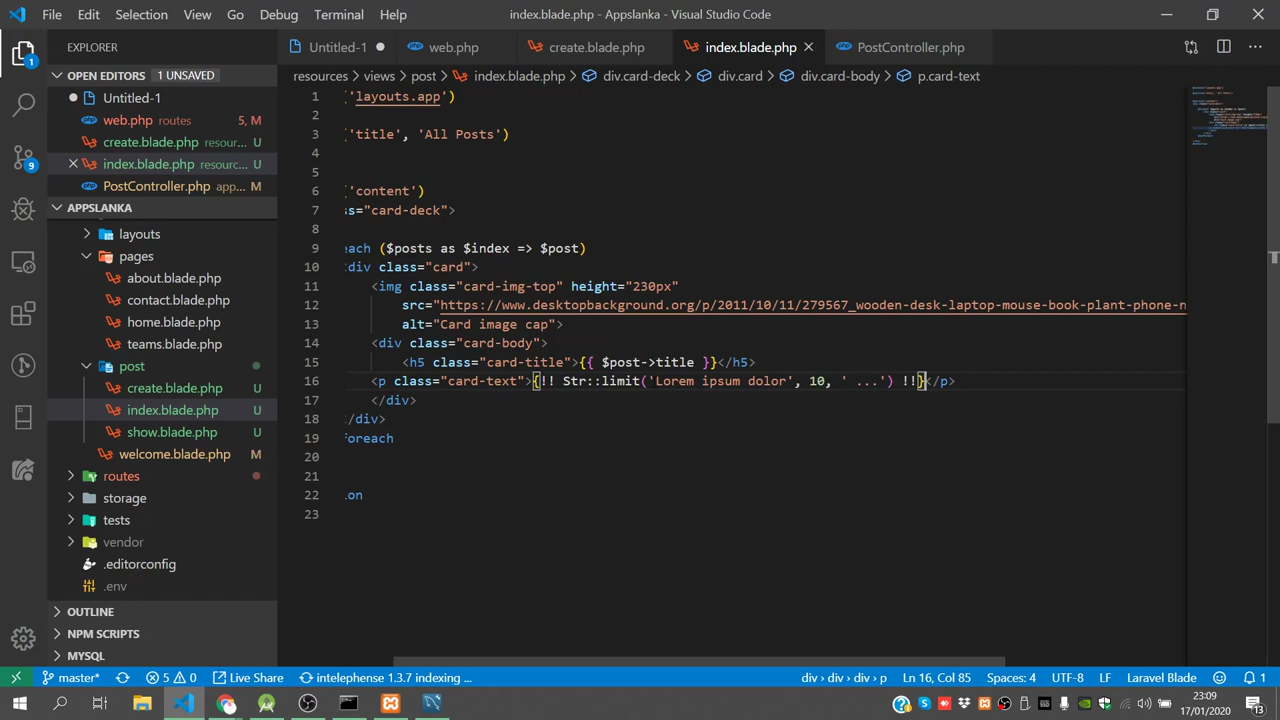 File Edit Selection View Go Debug Terminal Help index.blade.php - Appslanka - Visual Studio Code
EXPLORER
Untitled-1 web.php create.blade.php index.blade.php PostController.php
OPEN EDITORS 1 UNSAVED
Untitled-1
web.php routes 5, M
create.blade.php resour... U
index.blade.php resourc... U
PostController.php app... M
APPSLANKA
layouts
pages
about.blade.php
contact.blade.php
home.blade.php
teams.blade.php
post
create.blade.php U
index.blade.php U
show.blade.php U
welcome.blade.php M
routes
storage
tests
vendor
.editorconfig
.env
OUTLINE
NPM SCRIPTS
MYSQL
1
9
resources > views > post > index.blade.php > div.card-deck > div.card > div.card-body > p.card-text
1 ('layouts.app')
2
3 ('title', 'All Posts')
4
5
6 ('content')
7 ss="card-deck">
8
9 each ($posts as $index => $post)
10 div class="card">
11 <img class="card-img-top" height="230px"
12 src="https://www.desktopbackground.org/p/2011/10/11/279567_wooden-desk-laptop-mouse-book-plant-phone-n
13 alt="Card image cap">
14 <div class="card-body">
15 <h5 class="card-title">{{ $post->title }}</h5>
16 <p class="card-text">{!! Str::limit('Lorem ipsum dolor', 10, ' ...') !!}</p>
17 </div>
18 </div>
19 foreach
20
21
22 ion
23
master* 5 0 Live Share intelephense 1.3.7 indexing ... div › div › div › p Ln 16, Col 85 Spaces: 4 UTF-8 LF Laravel Blade 1
23:09
17/01/2020
13